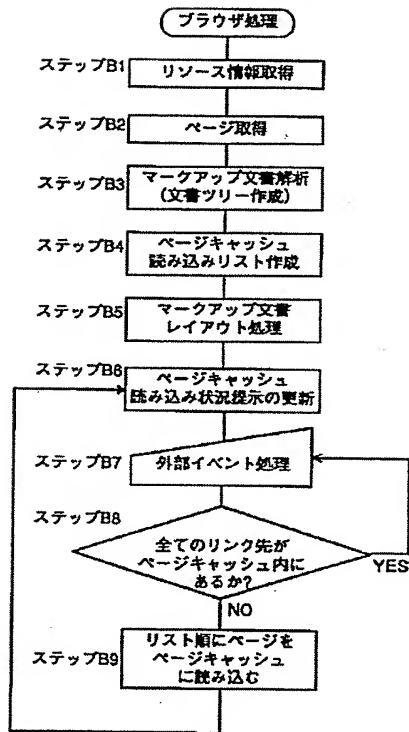 ブラウザ処理
ステップB1
リソース情報取得
ステップB2
ページ取得
ステップB3
マークアップ文書解析
(文書ツリー作成)
ステップB4
ページキャッシュ
読み込みリスト作成
ステップB5
マークアップ文書
レイアウト処理
ステップB6
ページキャッシュ
読み込み状況提示の更新
ステップB7
外部イベント処理
ステップB8
全てのリンク先が
ページキャッシュ内に
あるか?
YES
NO
ステップB9
リスト順にページを
ページキャッシュ
に読み込む